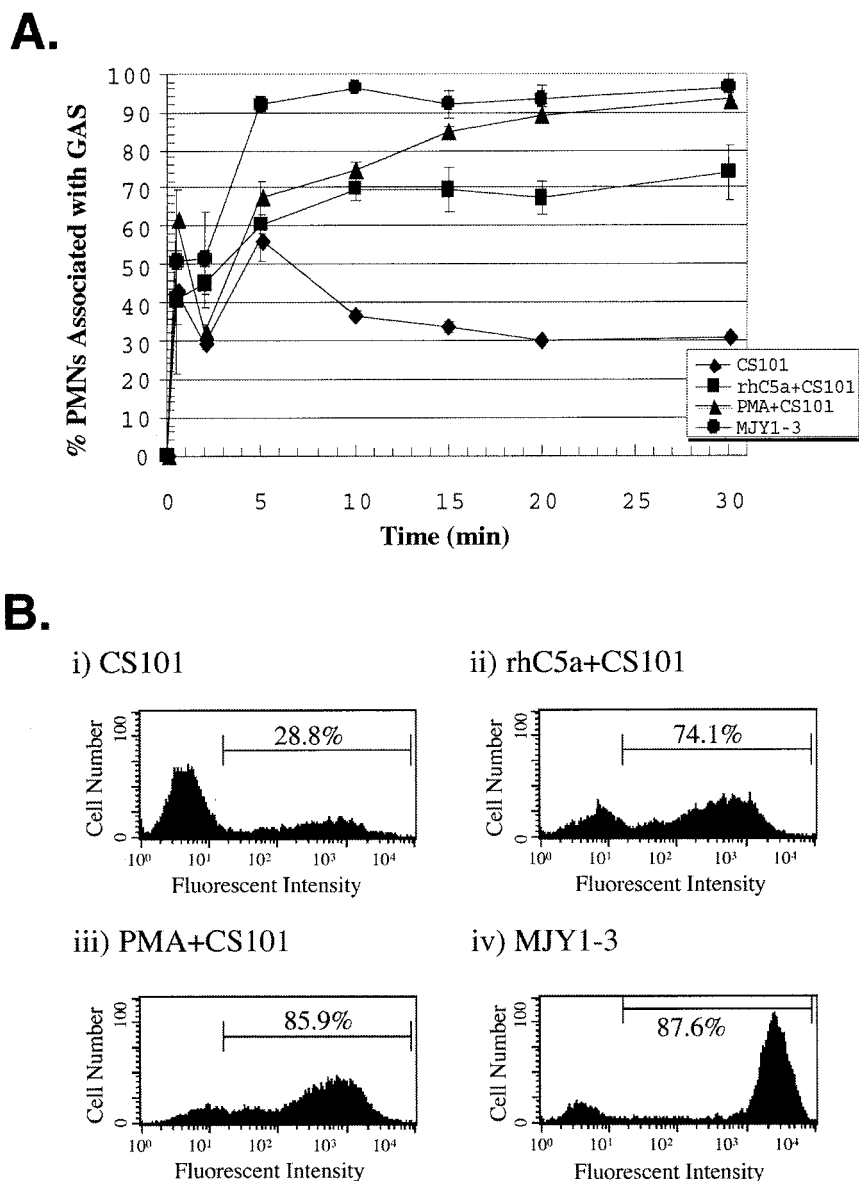 A.
% PMNs Associated with GAS
100
90
80
70
60
50
40
30
20
10
0
0 5 10 15 20 25 30
Time (min)
CS101
rhC5a+CS101
PMA+CS101
MJY1-3
B.
i) CS101
Cell Number
100
0
28.8%
10⁰ 10¹ 10² 10³ 10⁴
Fluorescent Intensity
ii) rhC5a+CS101
Cell Number
100
0
74.1%
10⁰ 10¹ 10² 10³ 10⁴
Fluorescent Intensity
iii) PMA+CS101
Cell Number
100
0
85.9%
10⁰ 10¹ 10² 10³ 10⁴
Fluorescent Intensity
iv) MJY1-3
Cell Number
100
0
87.6%
10⁰ 10¹ 10² 10³ 10⁴
Fluorescent Intensity